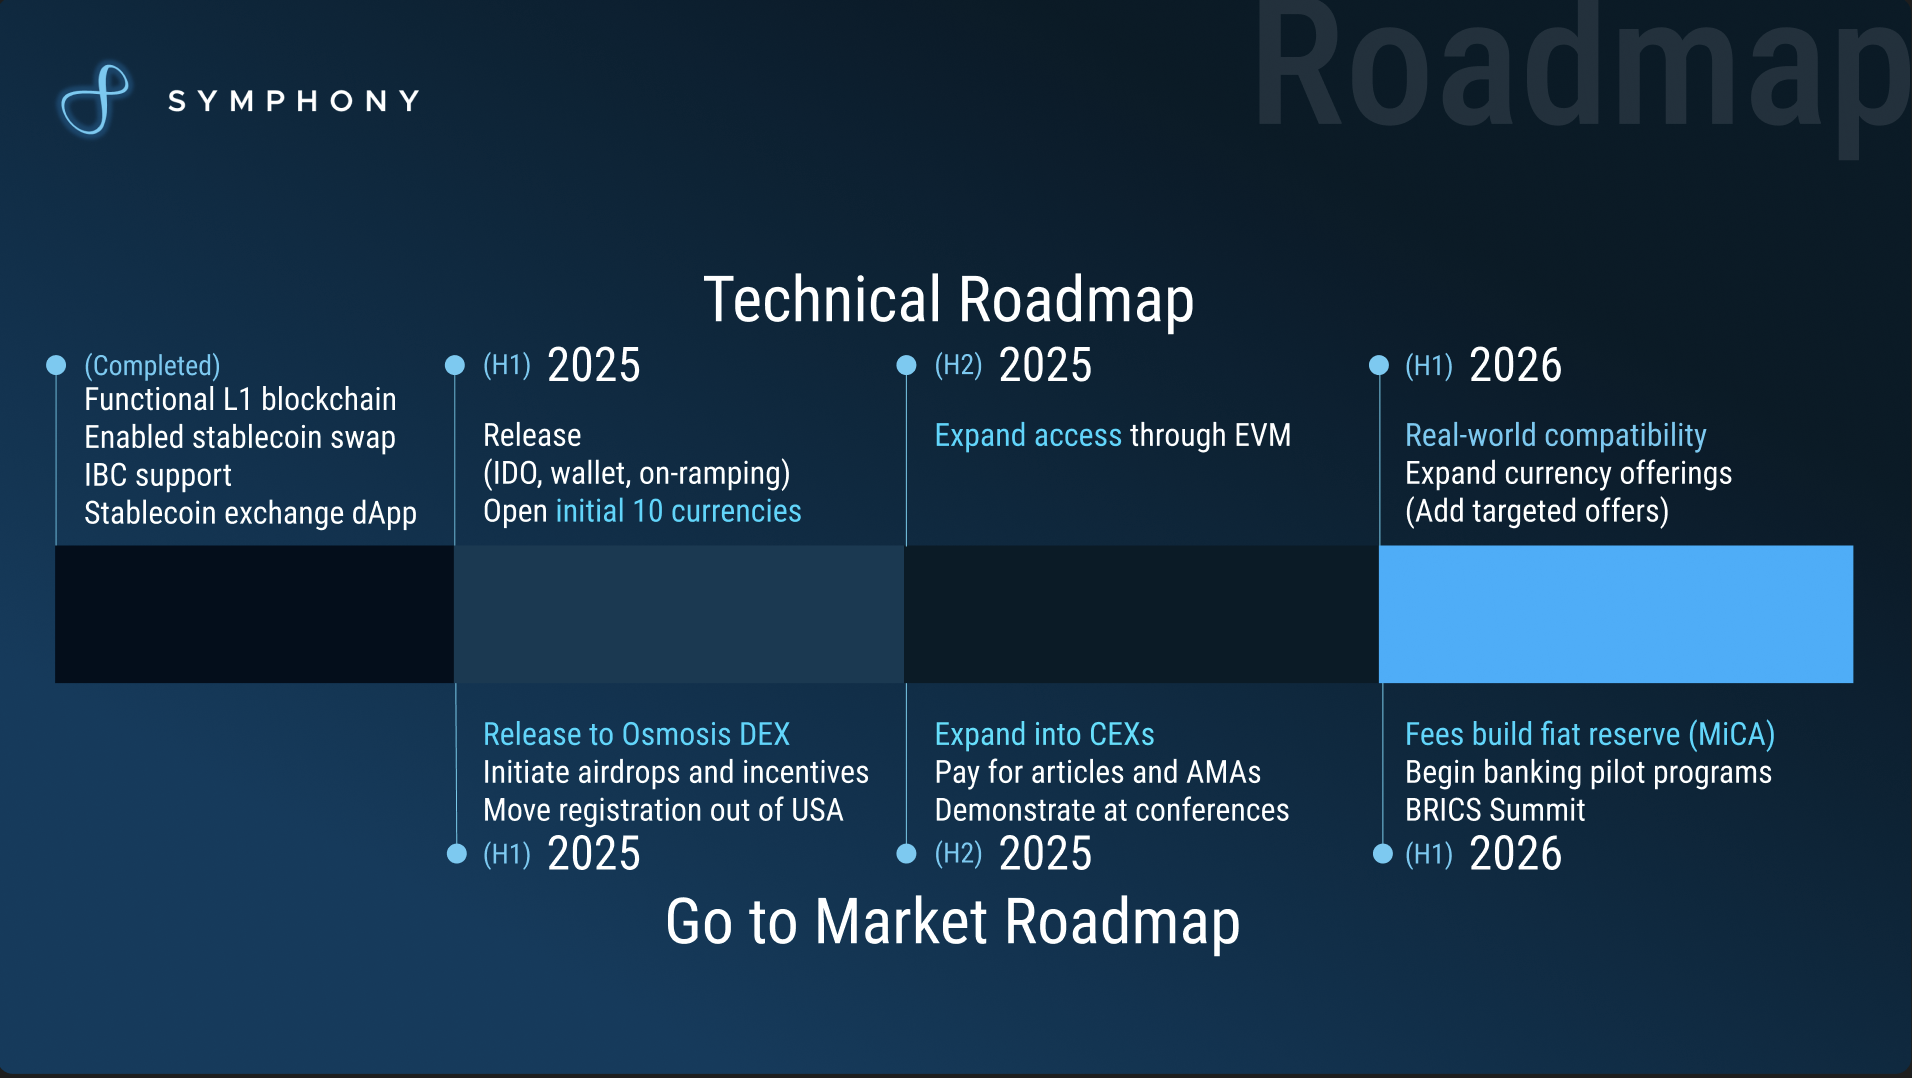 Roadmap
SYMPHONY
Technical Roadmap
(Completed)
Functional L1 blockchain
Enabled stablecoin swap
IBC support
Stablecoin exchange dApp
(H1) 2025
Release
(IDO, wallet, on-ramping)
Open initial 10 currencies
(H2) 2025
Expand access through EVM
(H1) 2026
Real-world compatibility
Expand currency offerings
(Add targeted offers)
Release to Osmosis DEX
Initiate airdrops and incentives
Move registration out of USA
(H1) 2025
Expand into CEXs
Pay for articles and AMAs
Demonstrate at conferences
(H2) 2025
Fees build fiat reserve (MiCA)
Begin banking pilot programs
BRICS Summit
(H1) 2026
Go to Market Roadmap